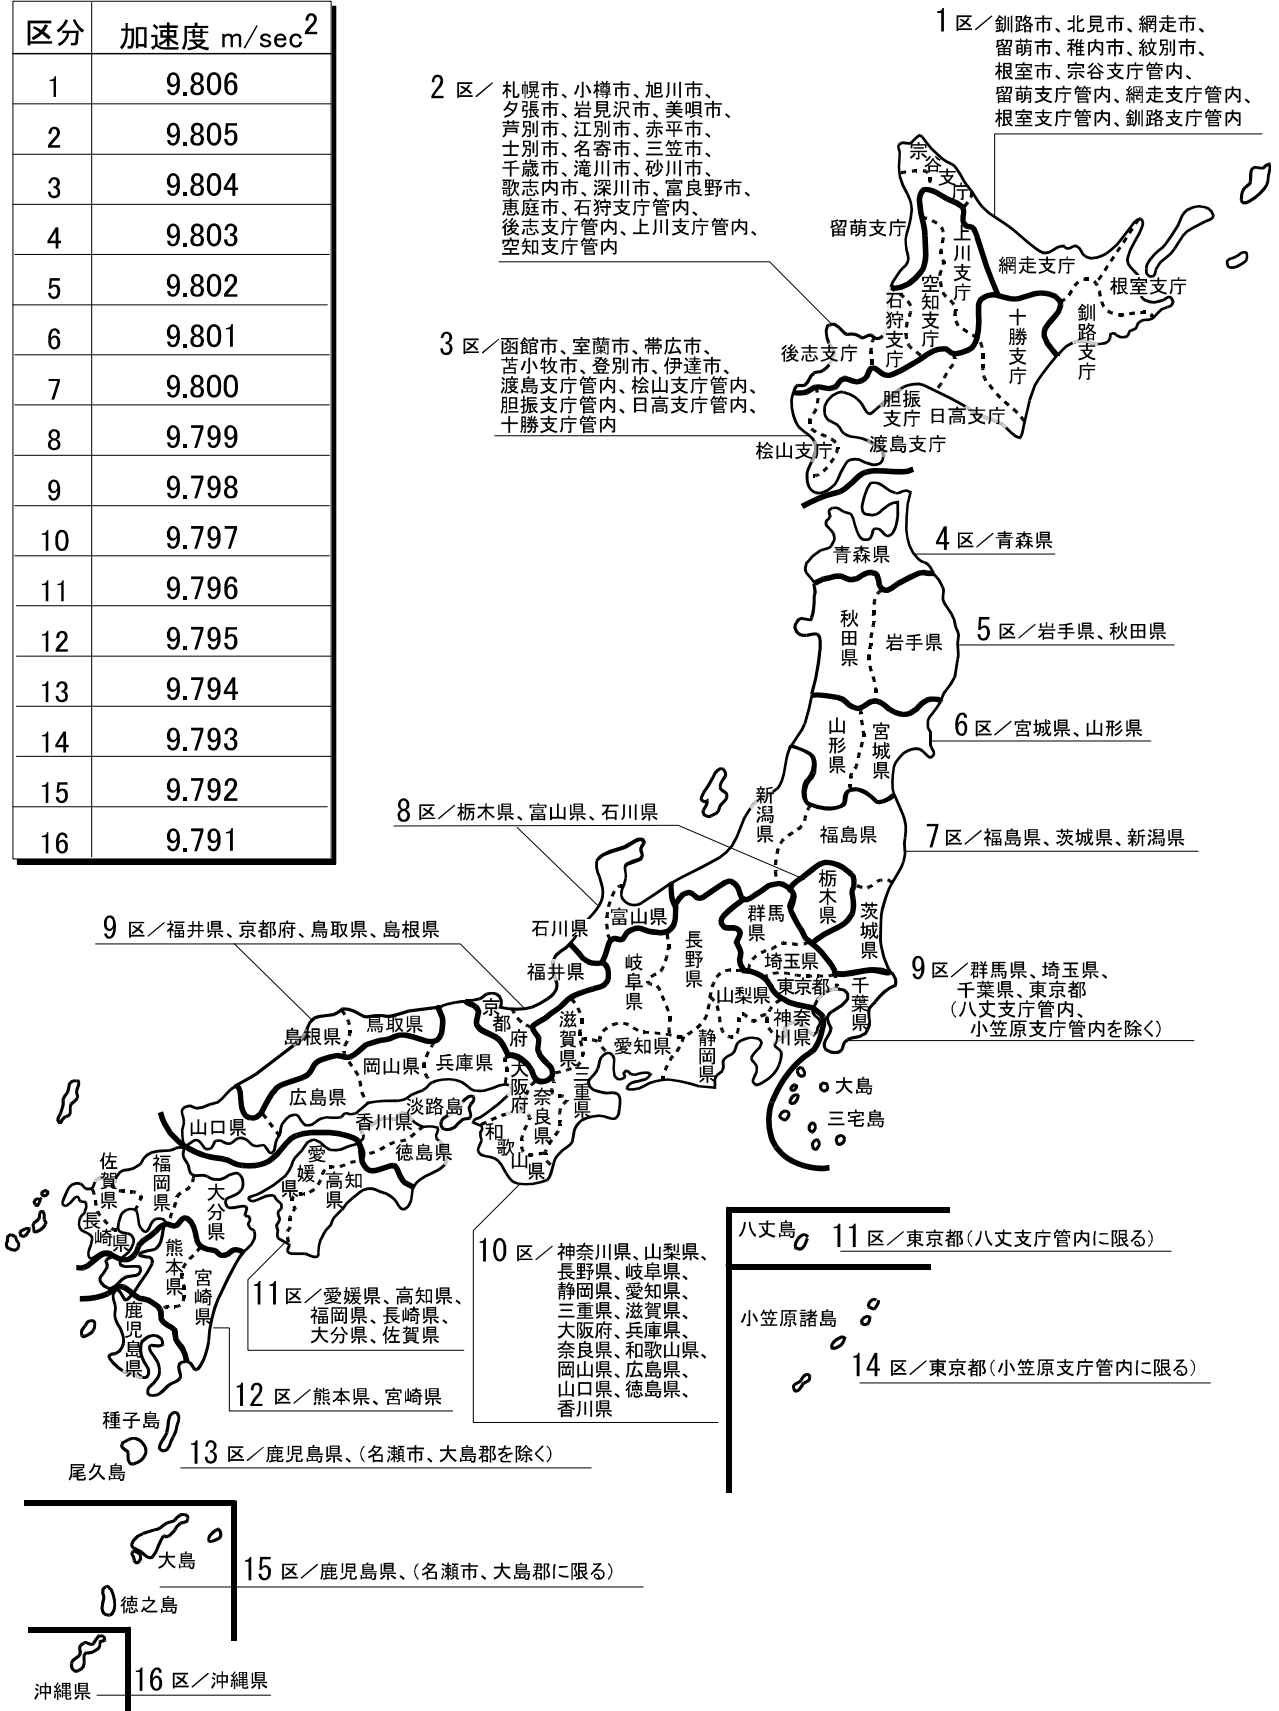 区分 加速度 m/sec²
1 9.806
2 9.805
3 9.804
4 9.803
5 9.802
6 9.801
7 9.800
8 9.799
9 9.798
10 9.797
11 9.796
12 9.795
13 9.794
14 9.793
15 9.792
16 9.791
1 区／釧路市、北見市、網走市、
留萌市、稚内市、紋別市、
根室市、宗谷支庁管内、
留萌支庁管内、網走支庁管内、
根室支庁管内、釧路支庁管内
2 区／札幌市、小樽市、旭川市、
夕張市、岩見沢市、美唄市、
芦別市、江別市、赤平市、
士別市、名寄市、三笠市、
千歳市、滝川市、砂川市、
歌志内市、深川市、富良野市、
恵庭市、石狩支庁管内、
後志支庁管内、上川支庁管内、
空知支庁管内
3 区／函館市、室蘭市、帯広市、
苫小牧市、登別市、伊達市、
渡島支庁管内、桧山支庁管内、
胆振支庁管内、日高支庁管内、
十勝支庁管内
宗谷支庁
留萌支庁
上川支庁
網走支庁
根室支庁
空知支庁
石狩支庁
十勝支庁
釧路支庁
後志支庁
胆振
支庁
日高支庁
渡島支庁
桧山支庁
青森県
4 区／青森県
秋田県
岩手県
5 区／岩手県、秋田県
山形県
宮城県
6 区／宮城県、山形県
新潟県
福島県
7 区／福島県、茨城県、新潟県
8 区／栃木県、富山県、石川県
栃木県
茨城県
群馬
県
富山県
石川県
長野県
埼玉県
9 区／福井県、京都府、鳥取県、島根県
福井県
岐阜県
山梨県
東京都
千葉県
神奈
川県
9 区／群馬県、埼玉県、
千葉県、東京都
(八丈支庁管内、
小笠原支庁管内を除く)
京都府
滋賀県
愛知県
静岡県
島根県
鳥取県
岡山県
兵庫県
大阪府
三重県
奈良県
広島県
淡路島
香川県
山口県
和歌山県
徳島県
愛媛県
高知
県
大島
三宅島
佐賀県
福岡県
大分県
長崎県
熊本県
宮崎県
鹿児島県
10 区／神奈川県、山梨県、
長野県、岐阜県、
静岡県、愛知県、
三重県、滋賀県、
大阪府、兵庫県、
奈良県、和歌山県、
岡山県、広島県、
山口県、徳島県、
香川県
八丈島
11 区／東京都(八丈支庁管内に限る)
11 区／愛媛県、高知県、
福岡県、長崎県、
大分県、佐賀県
小笠原諸島
14 区／東京都(小笠原支庁管内に限る)
12 区／熊本県、宮崎県
種子島
尾久島
13 区／鹿児島県、(名瀬市、大島郡を除く)
大島
徳之島
15 区／鹿児島県、(名瀬市、大島郡に限る)
沖縄県
16 区／沖縄県